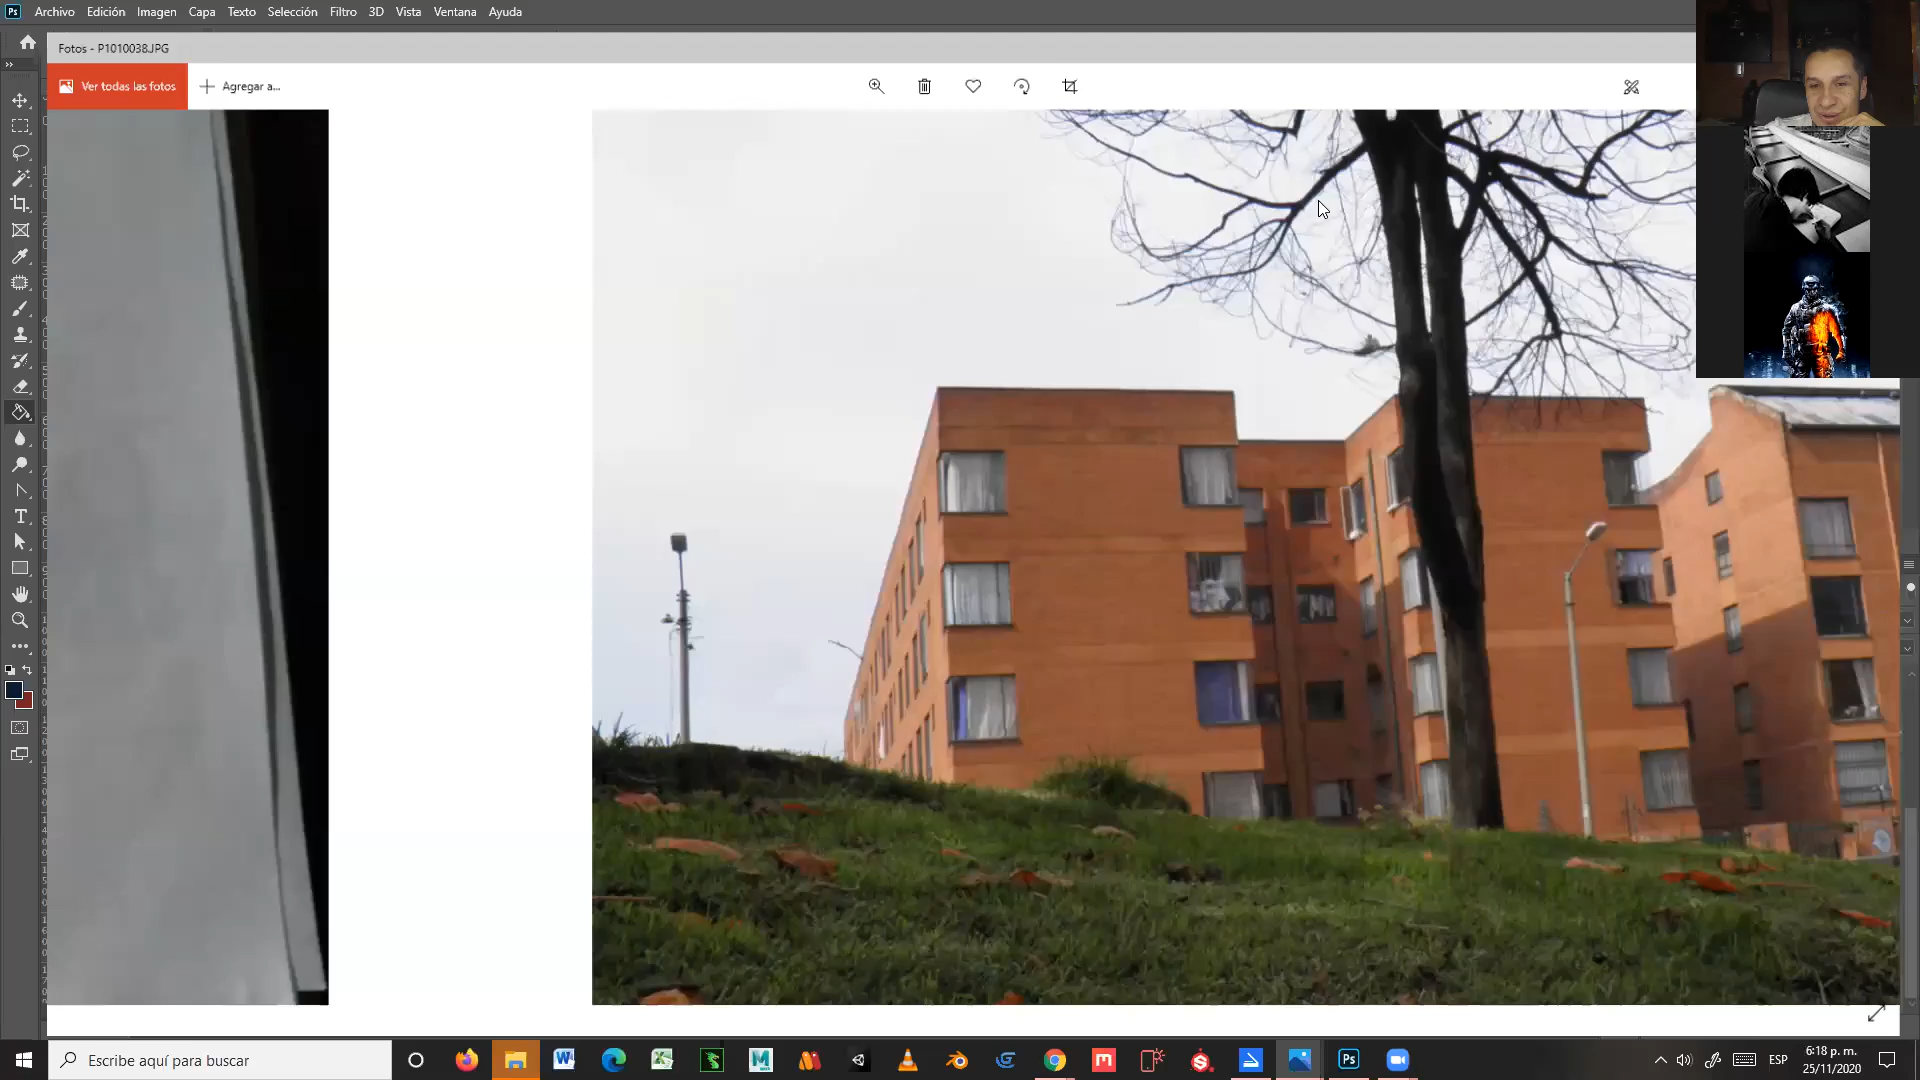 Ps Archivo Edición Imagen Capa Texto Selección Filtro 3D Vista Ventana Ayuda
Fotos - P1010038.JPG
Ver todas las fotos Agregar a...
T
Escribe aquí para buscar
ESP
6:18 p. m.
25/11/2020